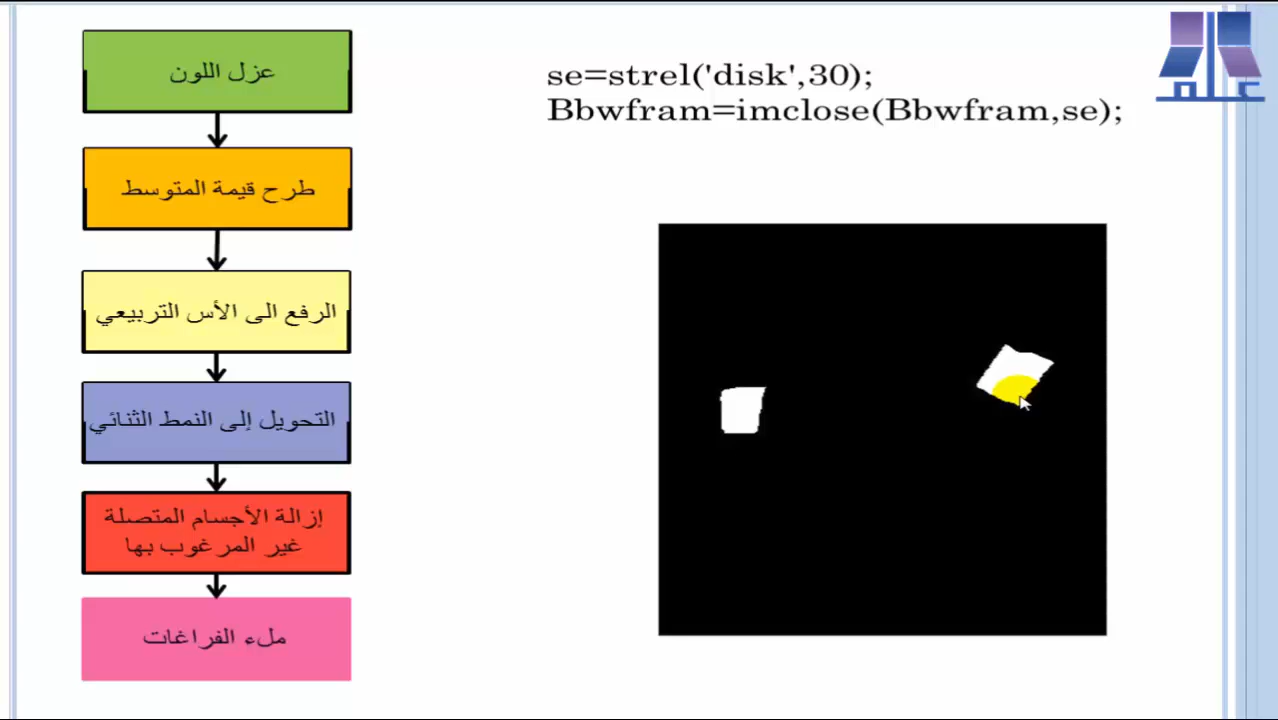 عزل اللون
طرح قيمة المتوسط
الرفع الى الأس التربيعي
التحويل إلى النمط الثنائي
إزالة الأجسام المتصلة
غير المرغوب بها
ملء الفراغات
se=strel('disk',30);
Bbwfram=imclose(Bbwfram,se);
علم